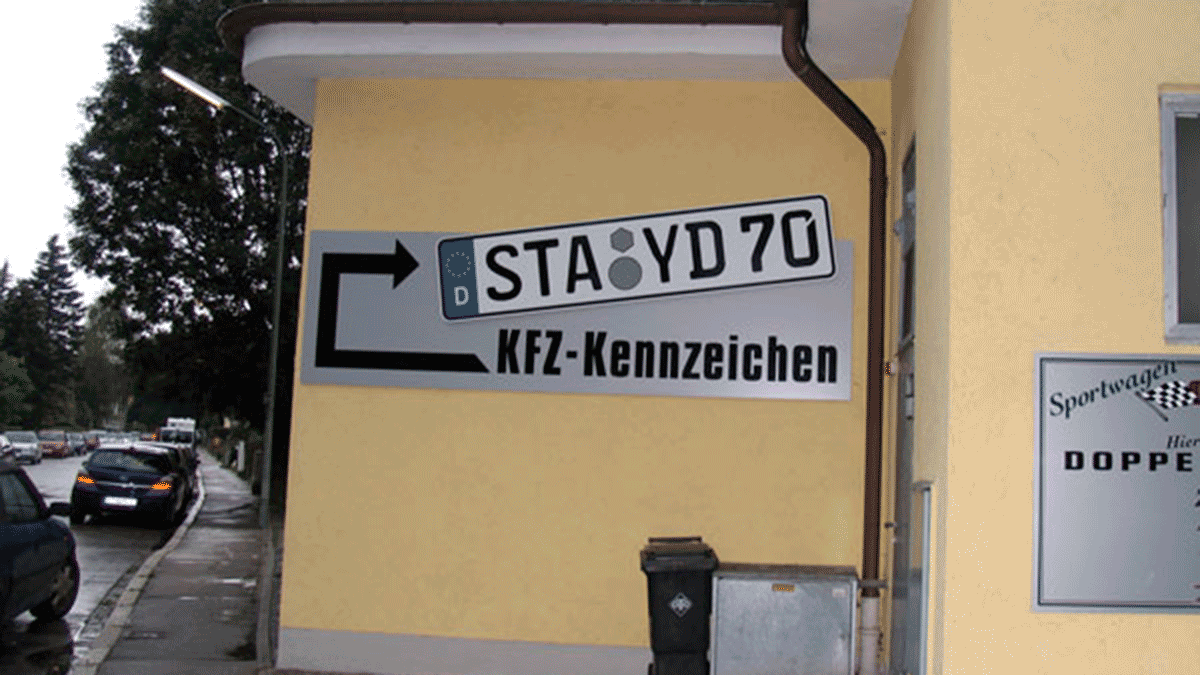 D
STA YD 70
KFZ-Kennzeichen
Sportwagen
Hier
DOPPE